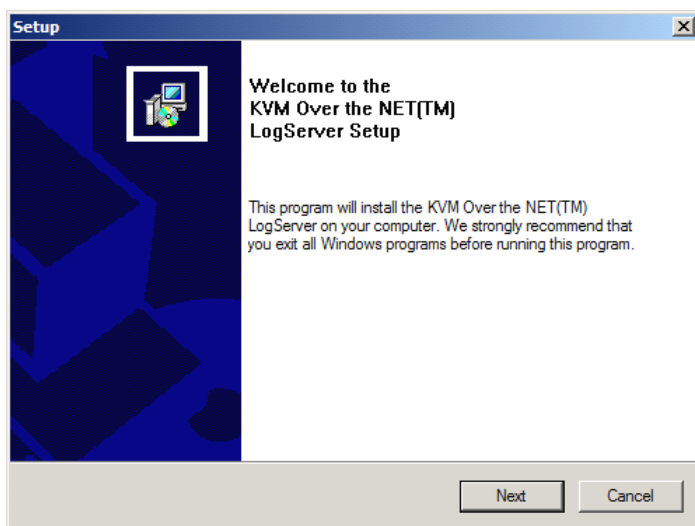 Setup
Welcome to the
KVM Over the NET(TM)
LogServer Setup
This program will install the KVM Over the NET(TM)
LogServer on your computer. We strongly recommend that
you exit all Windows programs before running this program.
Next
Cancel